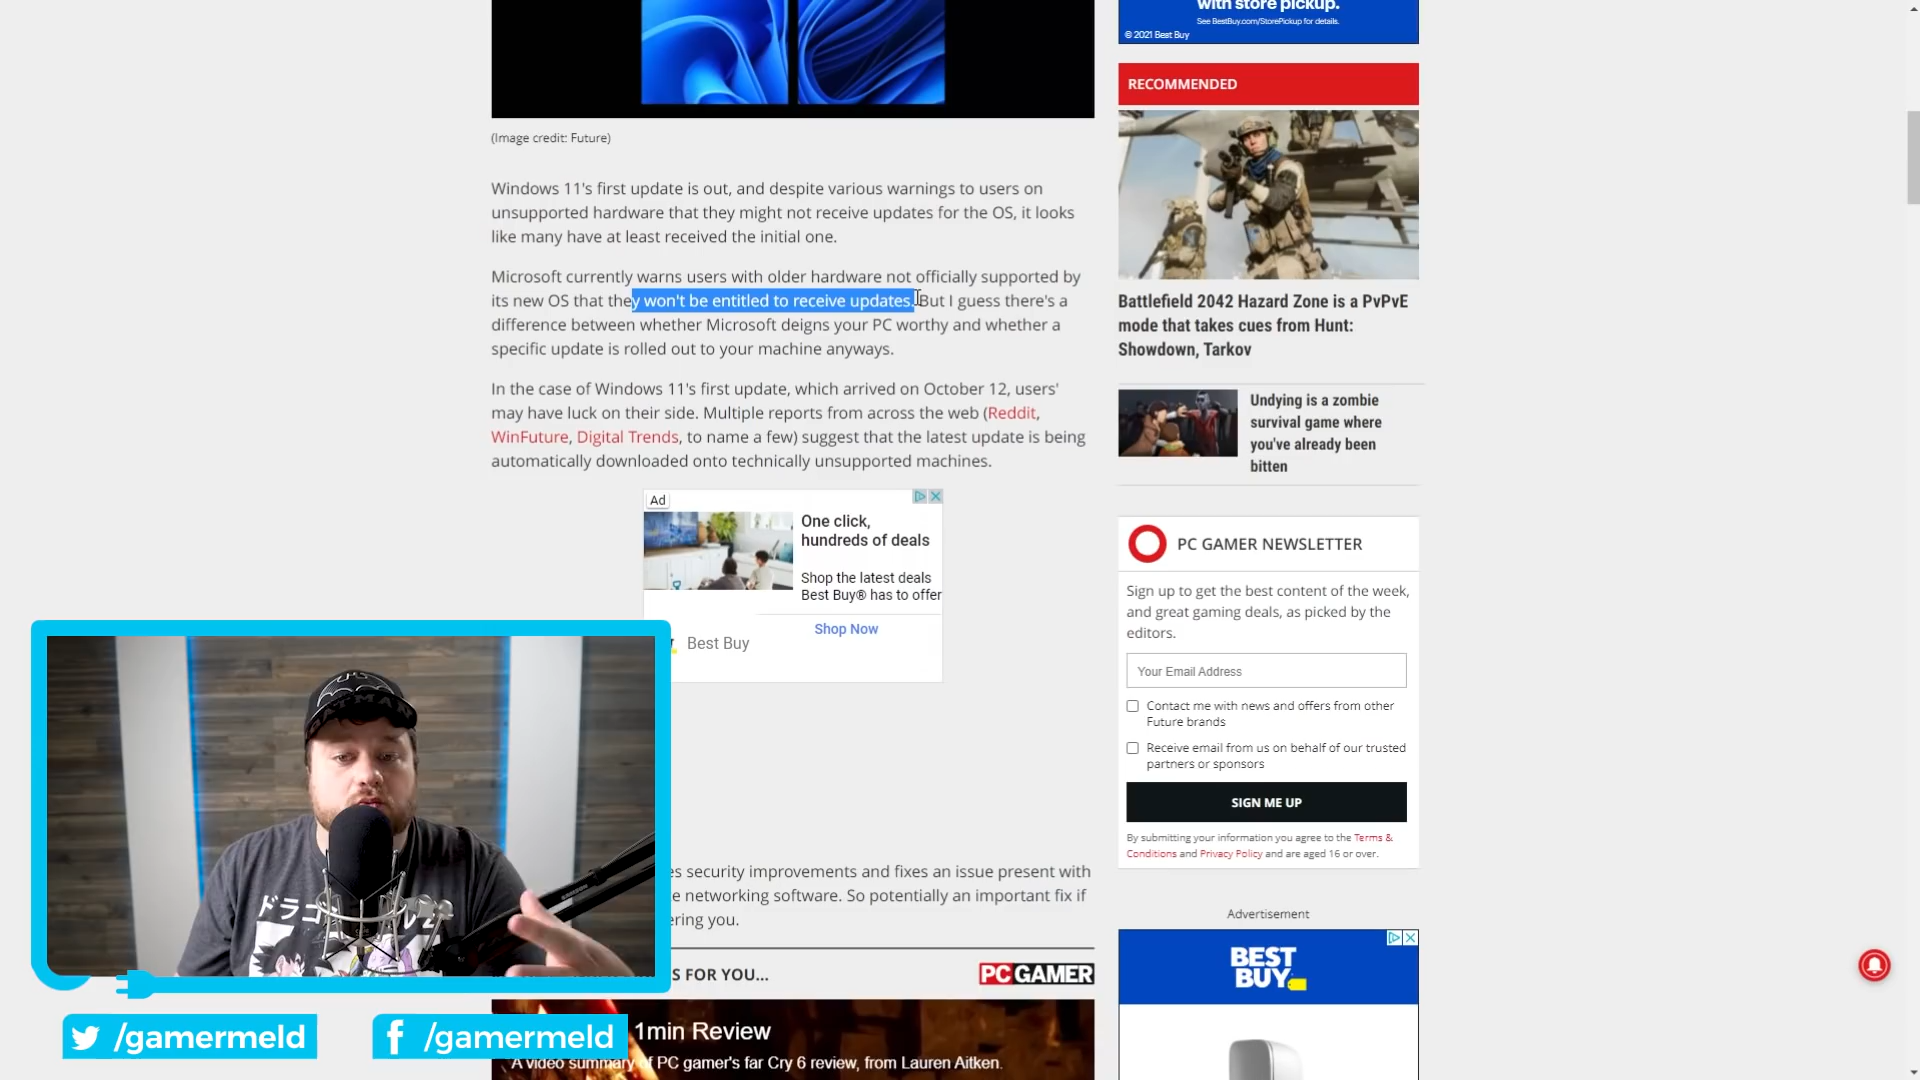 with store pickup.
See BestBuy.com/StorePickup for details.
© 2021 Best Buy
(Image credit: Future)
Windows 11's first update is out, and despite various warnings to users on
unsupported hardware that they might not receive updates for the OS, it looks
like many have at least received the initial one.
Microsoft currently warns users with older hardware not officially supported by
its new OS that they won't be entitled to receive updates. But I guess there's a
difference between whether Microsoft deigns your PC worthy and whether a
specific update is rolled out to your machine anyways.
In the case of Windows 11's first update, which arrived on October 12, users'
may have luck on their side. Multiple reports from across the web (Reddit,
WinFuture, Digital Trends, to name a few) suggest that the latest update is being
automatically downloaded onto technically unsupported machines.
Ad
One click,
hundreds of deals
Shop the latest deals
Best Buy® has to offer
Shop Now
Best Buy
es security improvements and fixes an issue present with
e networking software. So potentially an important fix if
ering you.
S FOR YOU...
PC GAMER
1min Review
A video summary of PC gamer's far Cry 6 review, from Lauren Aitken.
RECOMMENDED
Battlefield 2042 Hazard Zone is a PvPvE
mode that takes cues from Hunt:
Showdown, Tarkov
Undying is a zombie
survival game where
you've already been
bitten
PC GAMER NEWSLETTER
Sign up to get the best content of the week,
and great gaming deals, as picked by the
editors.
Your Email Address
Contact me with news and offers from other
Future brands
Receive email from us on behalf of our trusted
partners or sponsors
SIGN ME UP
By submitting your information you agree to the Terms &
Conditions and Privacy Policy and are aged 16 or over.
Advertisement
BEST
BUY
BATMAN
/gamermeld
/gamermeld